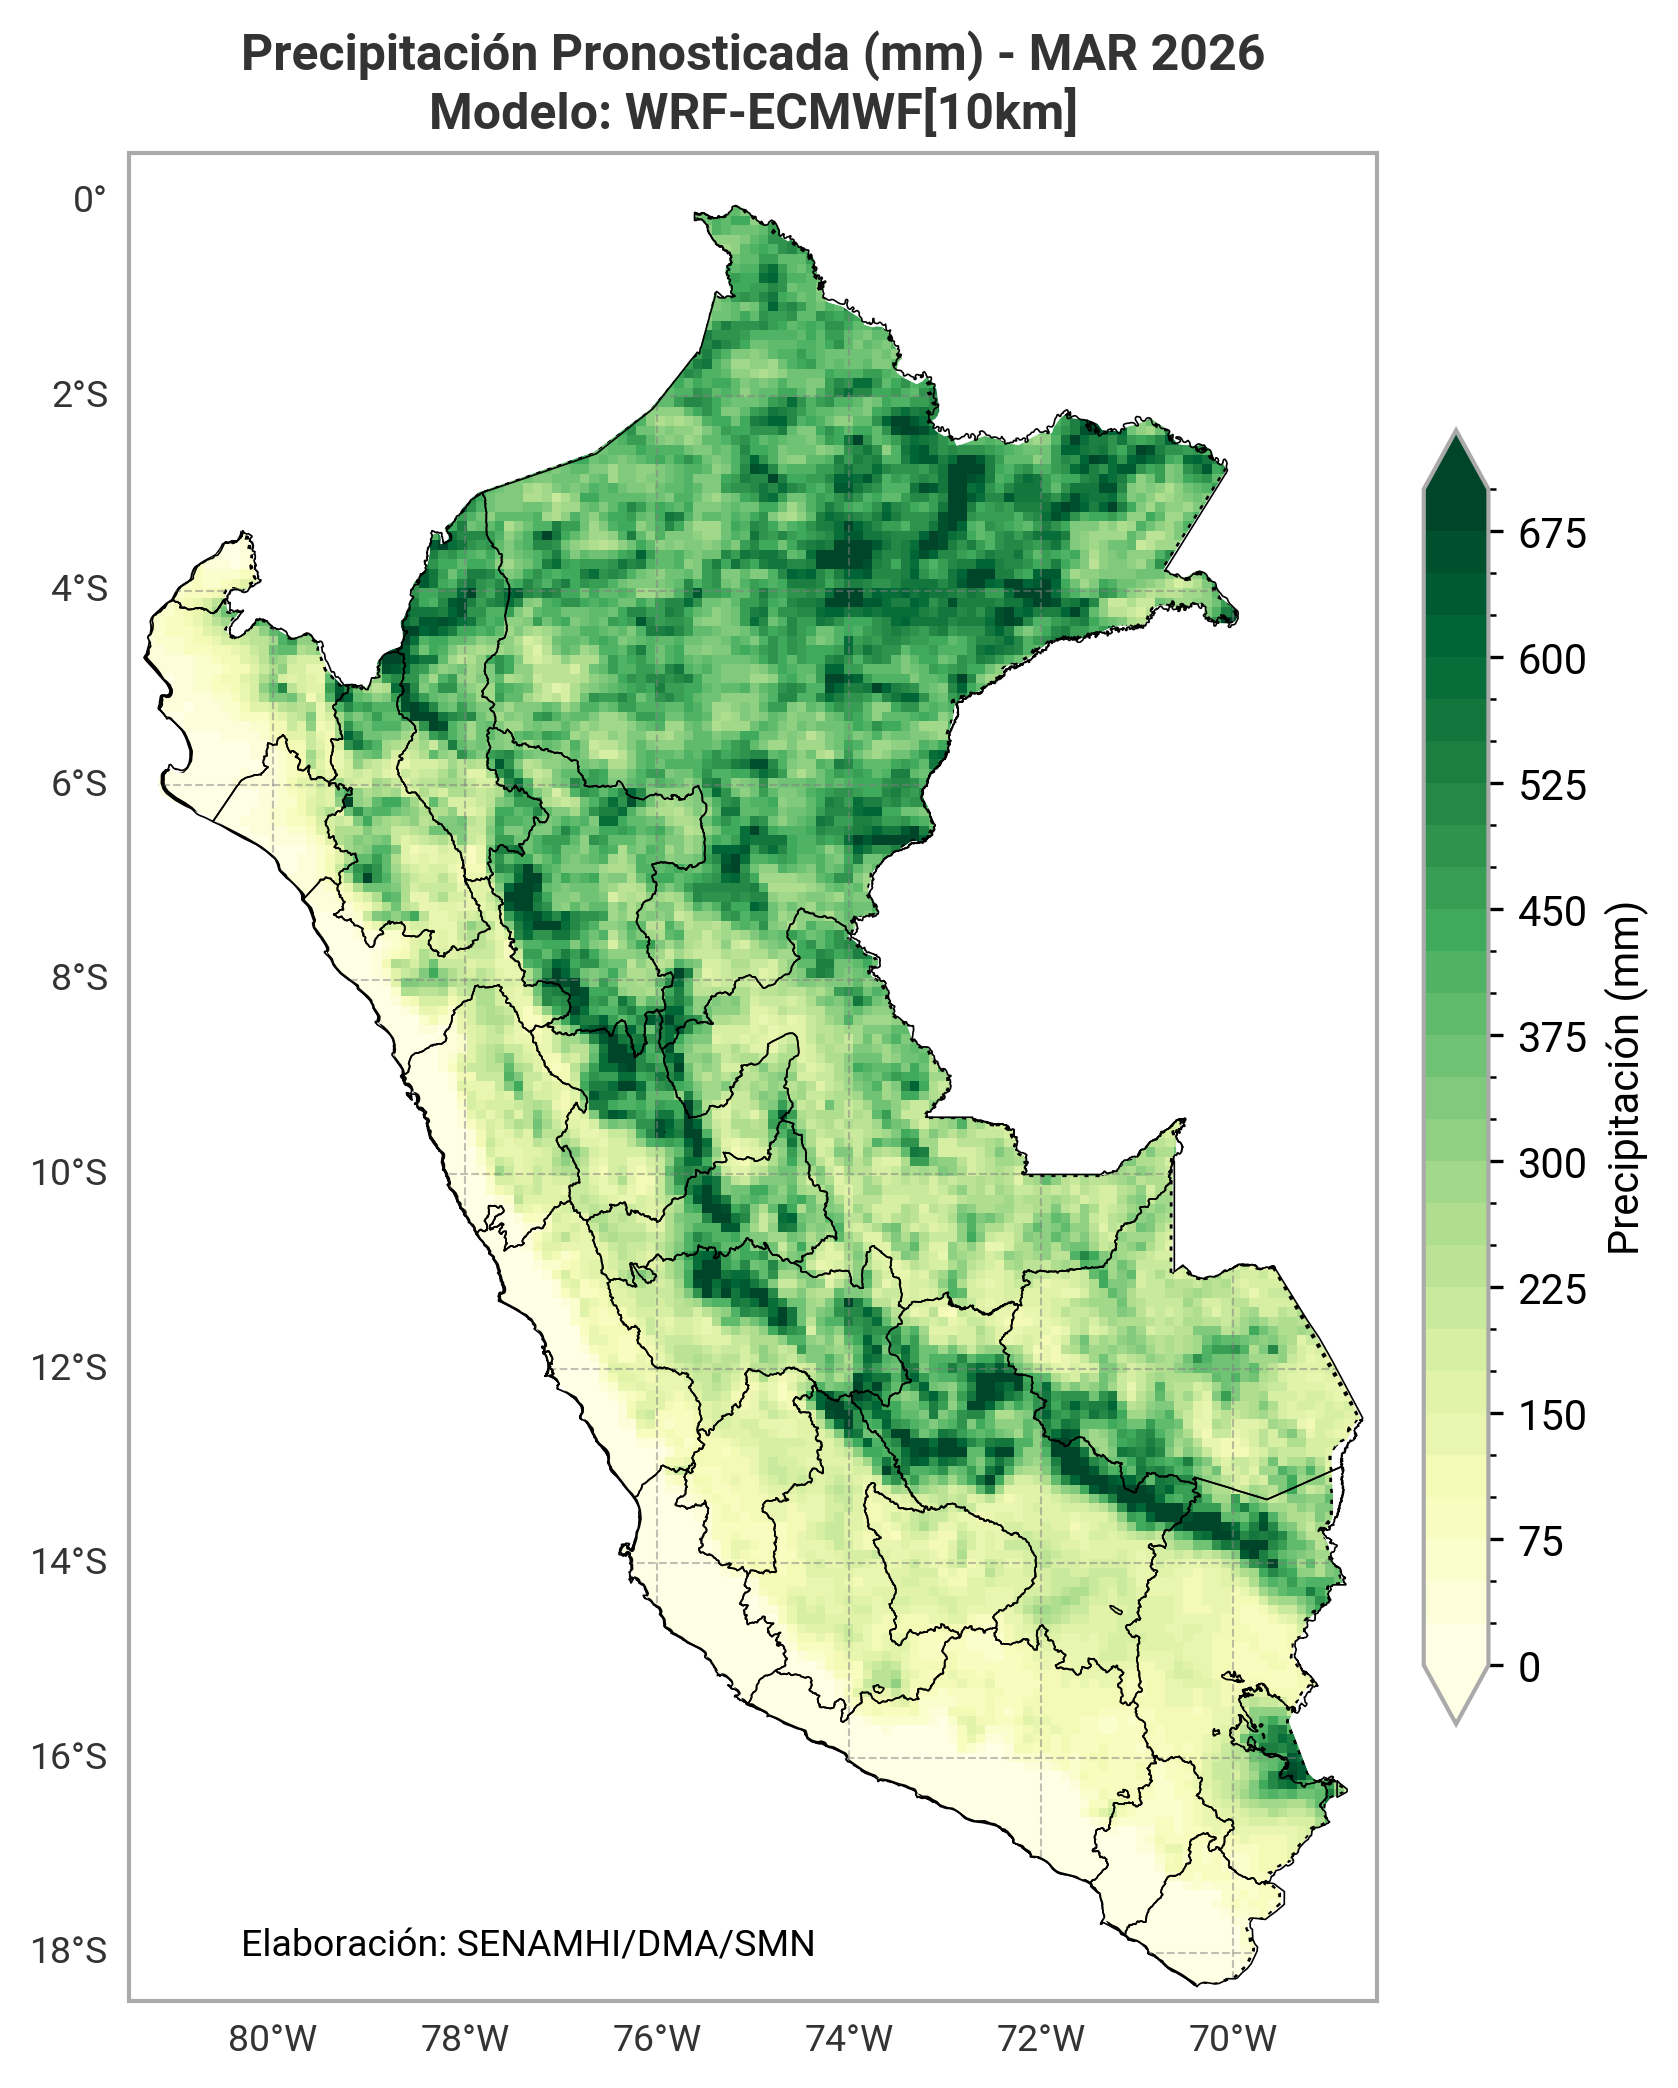 Precipitación Pronosticada (mm) - MAR 2026
Modelo: WRF-ECMWF[10km]
0°
2°S
4°S
6°S
8°S
10°S
12°S
14°S
16°S
18°S
80°W
78°W
76°W
74°W
72°W
70°W
Elaboración: SENAMHI/DMA/SMN
675
600
525
450
375
300
225
150
75
0
Precipitación (mm)